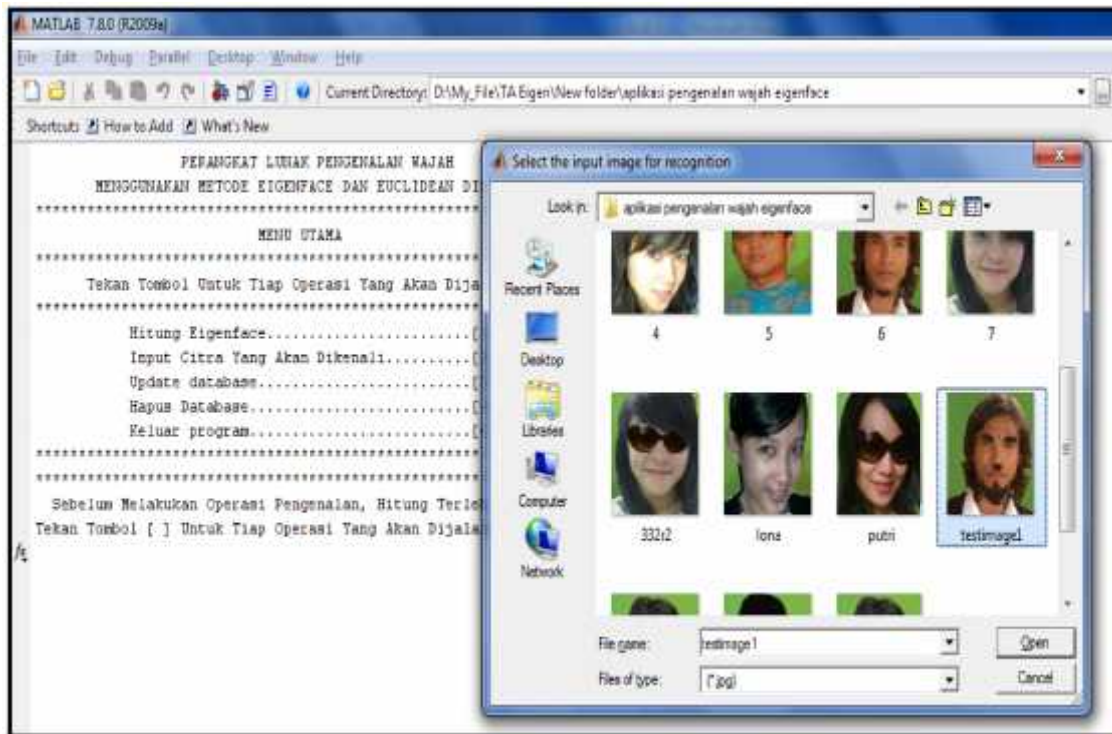 MATLAB 7.8.0 (R2009a)
File Edit Debug Parallel Desktop Window Help
Current Directory: D:\My_File\TA Eigen\New folder\aplikasi pengenalan wajah eigenface
Shortcuts How to Add What's New
PERANGKAT LUNAK PENGENALAN WAJAH
MENGGUNAKAN METODE EIGENFACE DAN EUCLIDEAN DI
MENU UTAMA
Tekan Tombol Untuk Tiap Operasi Yang Akan Dija
Hitung Eigenface........................[
Input Citra Yang Akan Dikenali..........[
Update database.........................[
Hapus Database..........................[
Keluar program..........................[
Sebelum Melakukan Operasi Pengenalan, Hitung Terle
Tekan Tombol [ ] Untuk Tiap Operasi Yang Akan Dijala
fx
Select the input image for recognition
Look in: aplikasi pengenalan wajah eigenface
Recent Places
Desktop
Libraries
Computer
Network
4 5 6 7
332r2 lona putri testimage1
File name: testimage1
Open
Files of type: (*.jpg)
Cancel